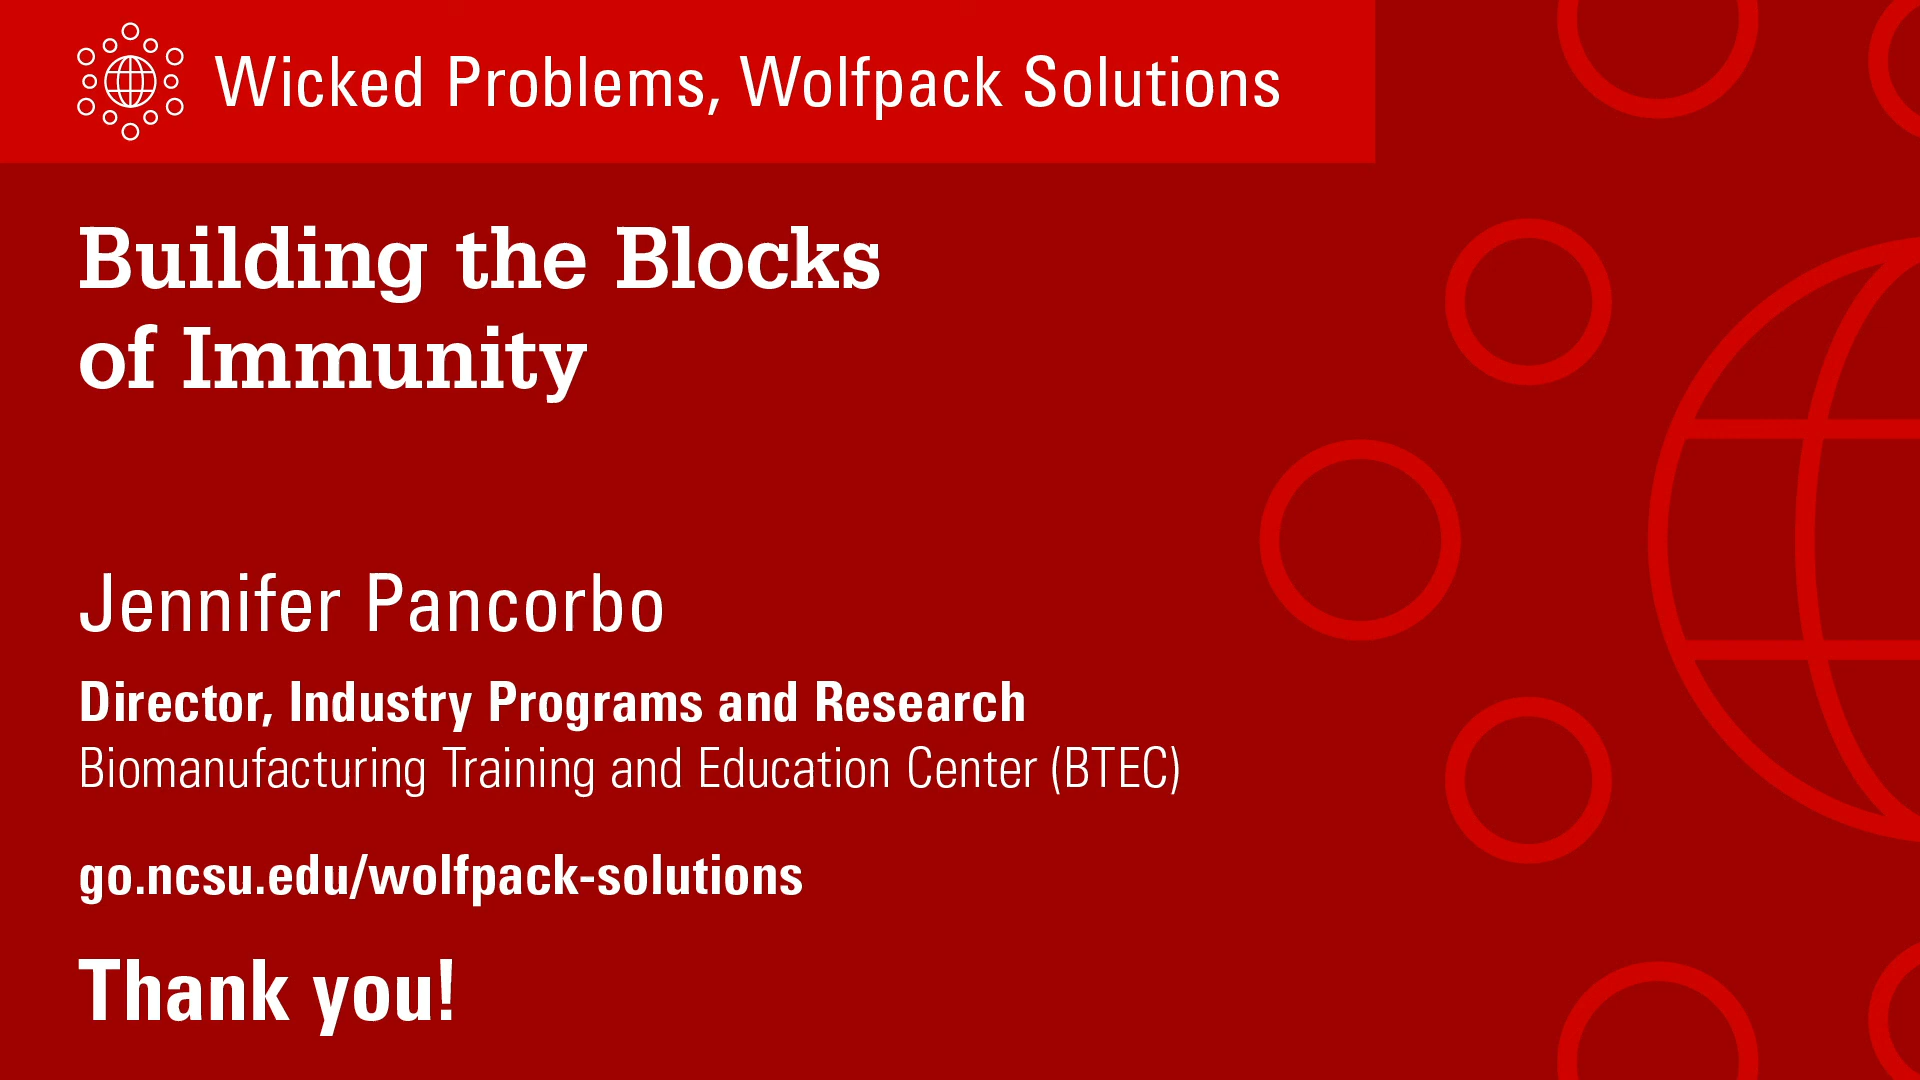 Wicked Problems, Wolfpack Solutions
Building the Blocks
of Immunity
Jennifer Pancorbo
Director, Industry Programs and Research
Biomanufacturing Training and Education Center (BTEC)
go.ncsu.edu/wolfpack-solutions
Thank you!